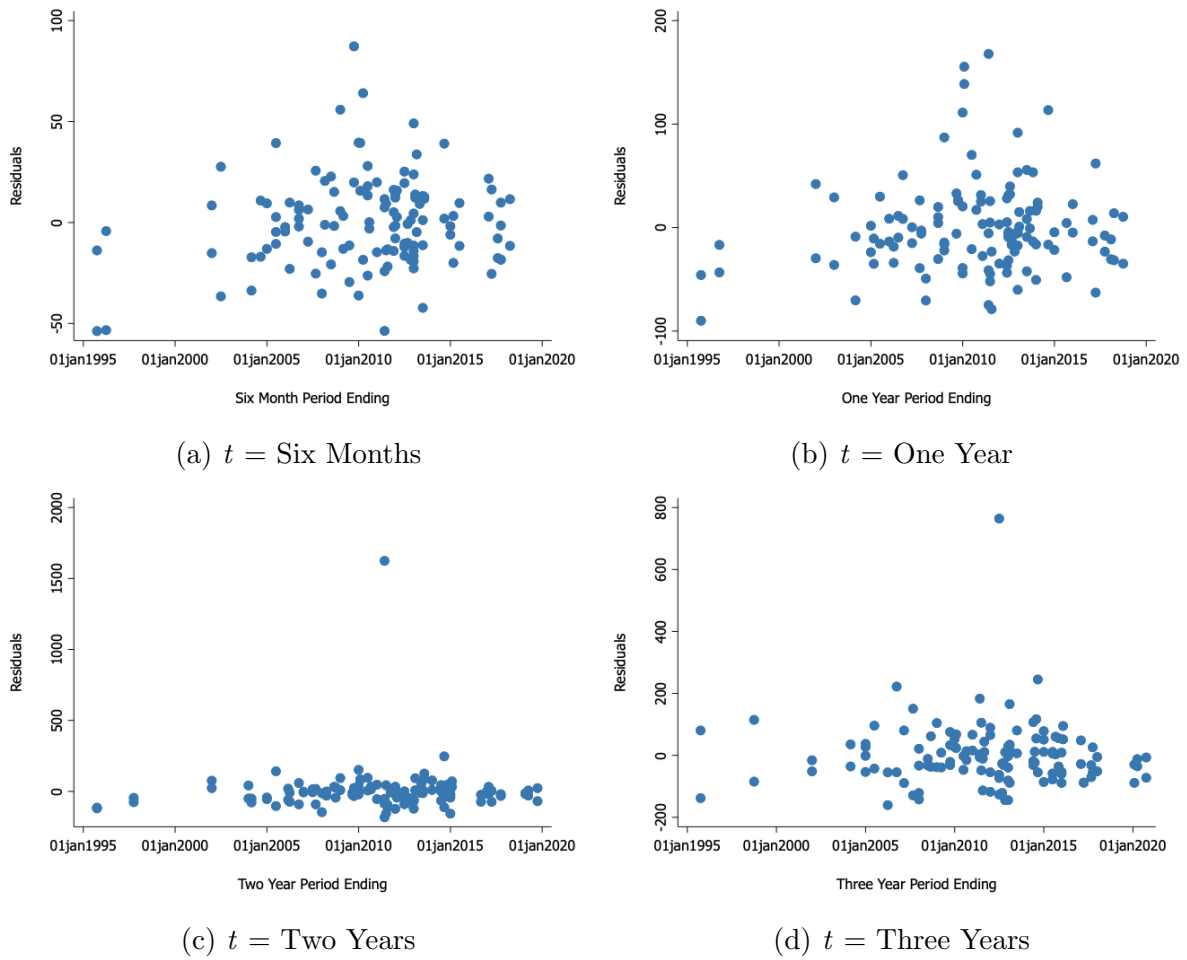 100
50
0
-50
Residuals
01jan1995 01jan2000 01jan2005 01jan2010 01jan2015 01jan2020
Six Month Period Ending
(a) t = Six Months
200
100
0
-100
Residuals
01jan1995 01jan2000 01jan2005 01jan2010 01jan2015 01jan2020
One Year Period Ending
(b) t = One Year
2000
1500
1000
500
0
Residuals
01jan1995 01jan2000 01jan2005 01jan2010 01jan2015 01jan2020
Two Year Period Ending
(c) t = Two Years
800
600
400
200
0
-200
Residuals
01jan1995 01jan2000 01jan2005 01jan2010 01jan2015 01jan2020
Three Year Period Ending
(d) t = Three Years